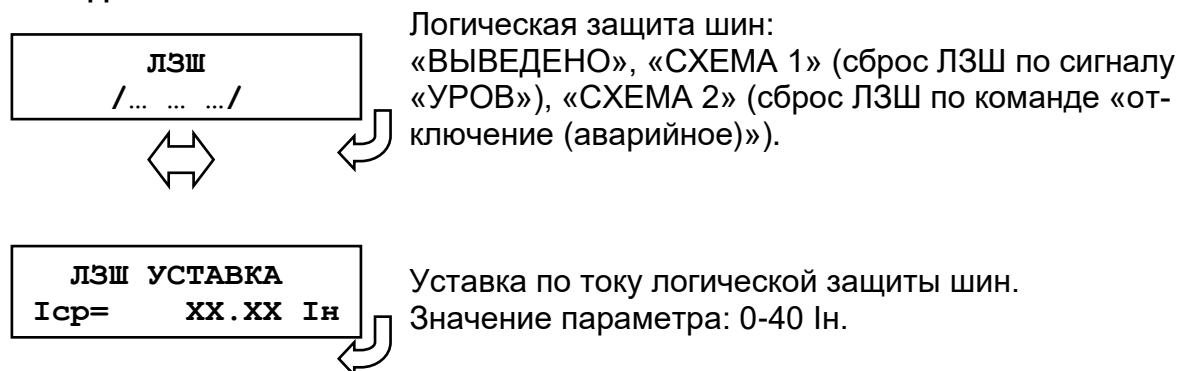 Логическая защита шин:
ЛЗШ
/… … …/
«ВЫВЕДЕНО», «СХЕМА 1» (сброс ЛЗШ по сигналу
«УРОВ»), «СХЕМА 2» (сброс ЛЗШ по команде «от-
ключение (аварийное)»).
ЛЗШ УСТАВКА
Iср= XX.XX Iн
Уставка по току логической защиты шин.
Значение параметра: 0-40 Iн.